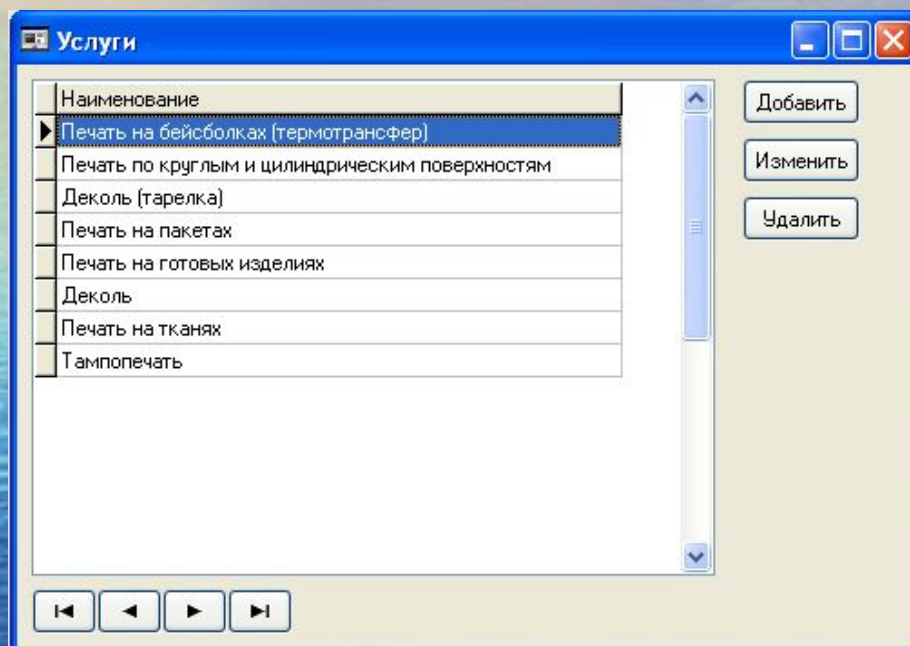 Услуги
Наименование
Печать на бейсболках (термотрансфер)
Печать по круглым и цилиндрическим поверхностям
Деколь (тарелка)
Печать на пакетах
Печать на готовых изделиях
Деколь
Печать на тканях
Тампопечать
Добавить
Изменить
Удалить